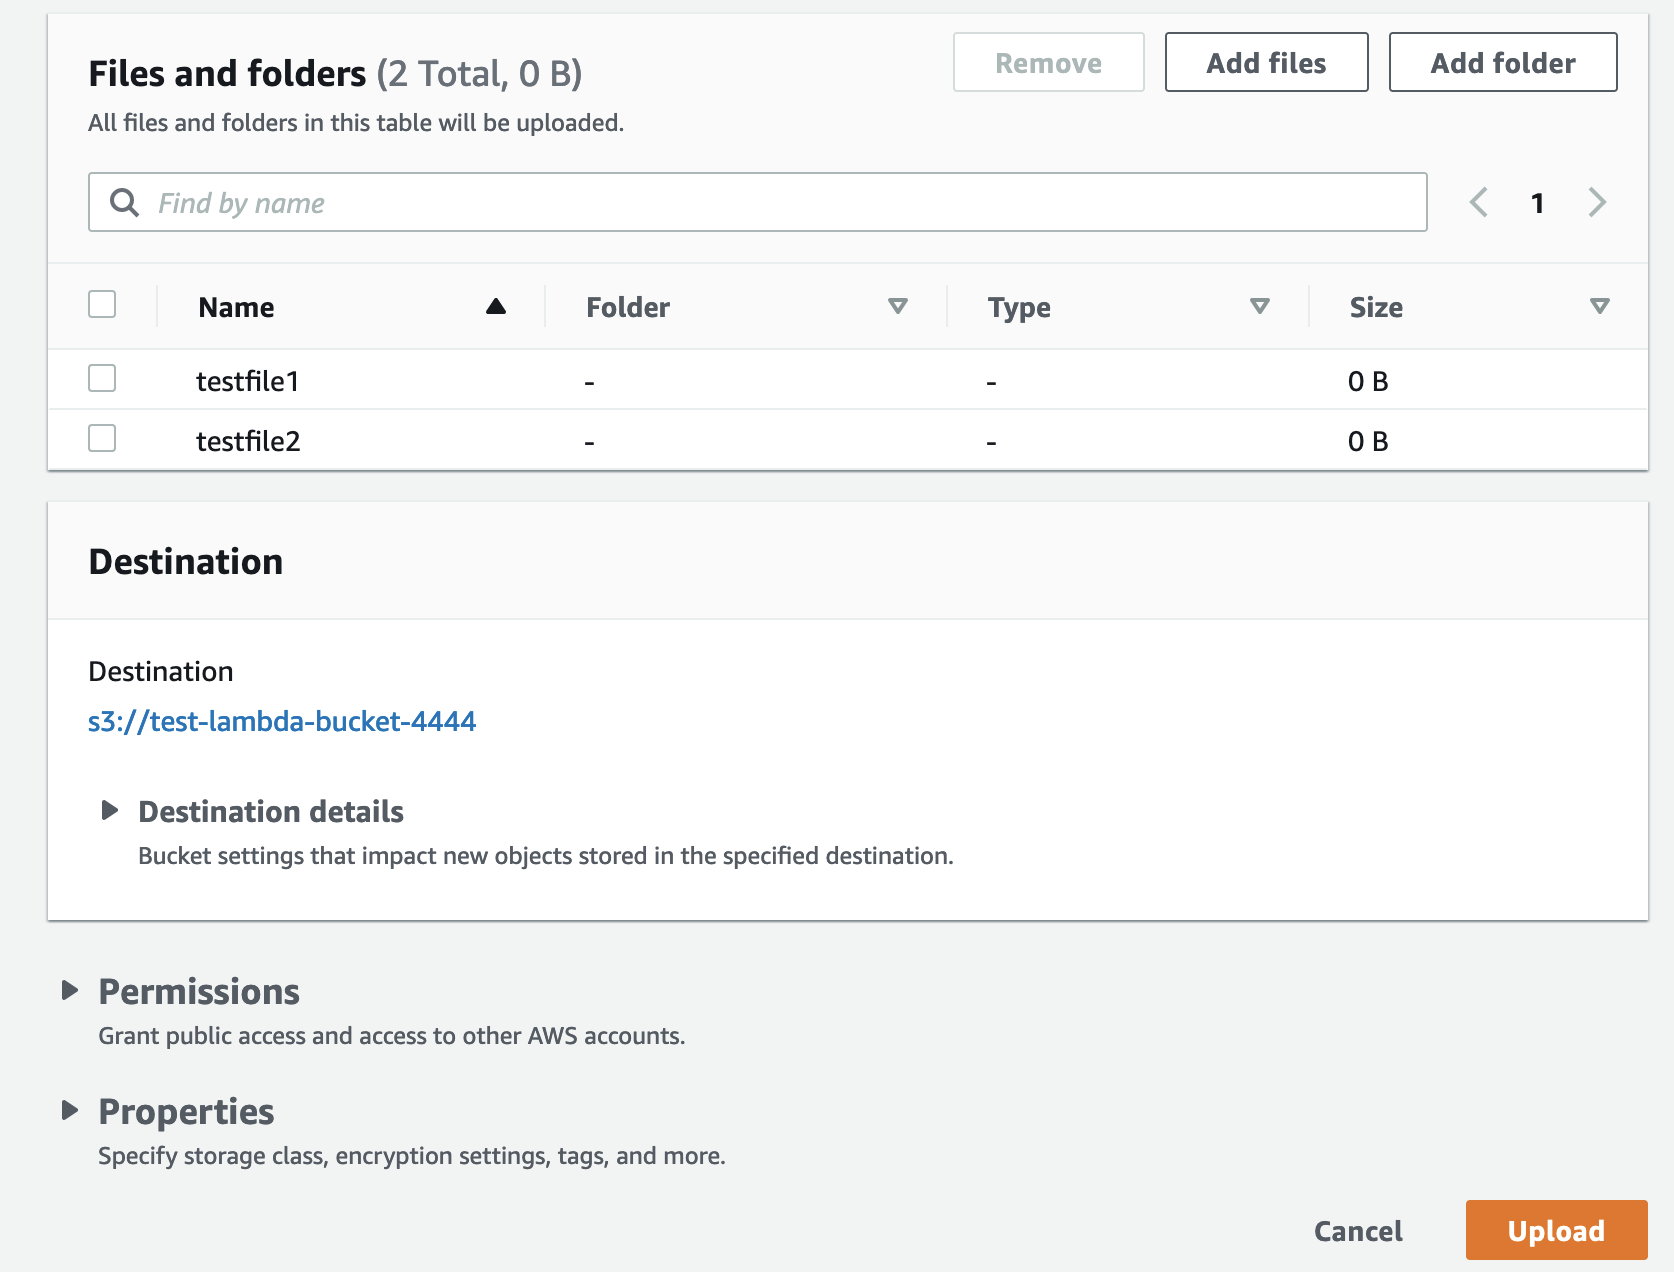 Files and folders (2 Total, 0 B)
Remove
Add files
Add folder
All files and folders in this table will be uploaded.
Find by name
1
Name Folder Type Size
testfile1 - - 0 B
testfile2 - - 0 B
Destination
Destination
s3://test-lambda-bucket-4444
Destination details
Bucket settings that impact new objects stored in the specified destination.
Permissions
Grant public access and access to other AWS accounts.
Properties
Specify storage class, encryption settings, tags, and more.
Cancel
Upload